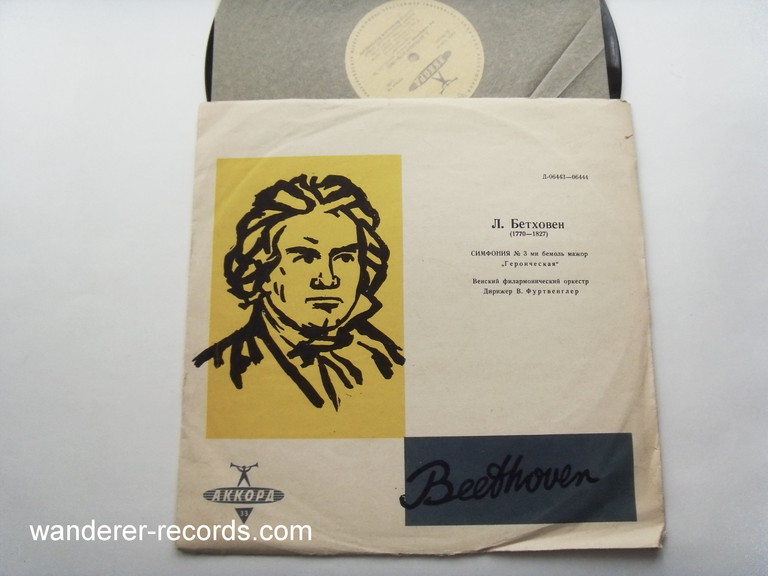 АККОРД
Д-06443—06444
Л. Бетховен
(1770—1827)
СИМФОНИЯ № 3 ми бемоль мажор
„Героическая“
Венский филармонический оркестр
Дирижер В. Фуртвенглер
Beethoven
АККОРД
33
wanderer-records.com